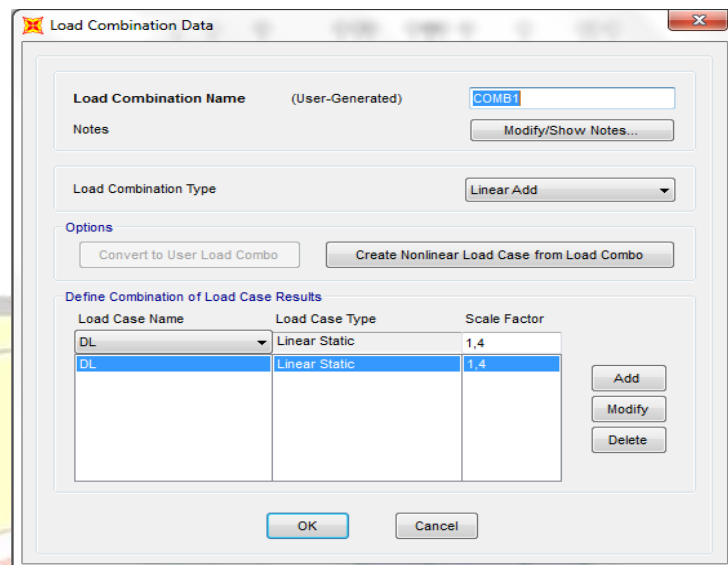 Load Combination Data
Load Combination Name (User-Generated) COMB1
Notes Modify/Show Notes...
Load Combination Type Linear Add
Options
Convert to User Load Combo Create Nonlinear Load Case from Load Combo
Define Combination of Load Case Results
Load Case Name Load Case Type Scale Factor
DL Linear Static 1,4
DL Linear Static 1,4
Add
Modify
Delete
OK Cancel